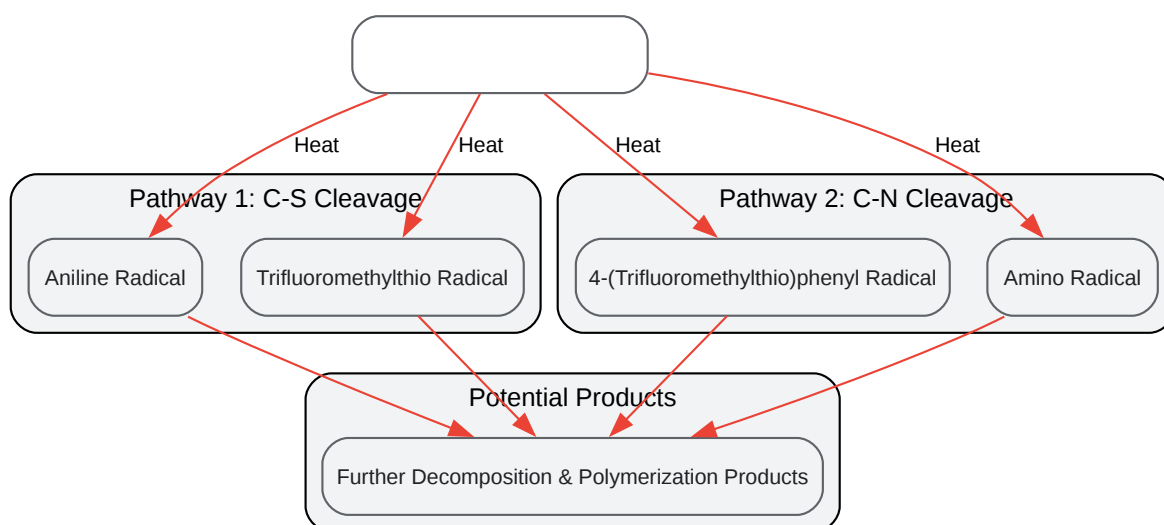 Heat
Heat
Heat
Heat
Pathway 1: C-S Cleavage
Pathway 2: C-N Cleavage
Aniline Radical
Trifluoromethylthio Radical
4-(Trifluoromethylthio)phenyl Radical
Amino Radical
Potential Products
Further Decomposition & Polymerization Products